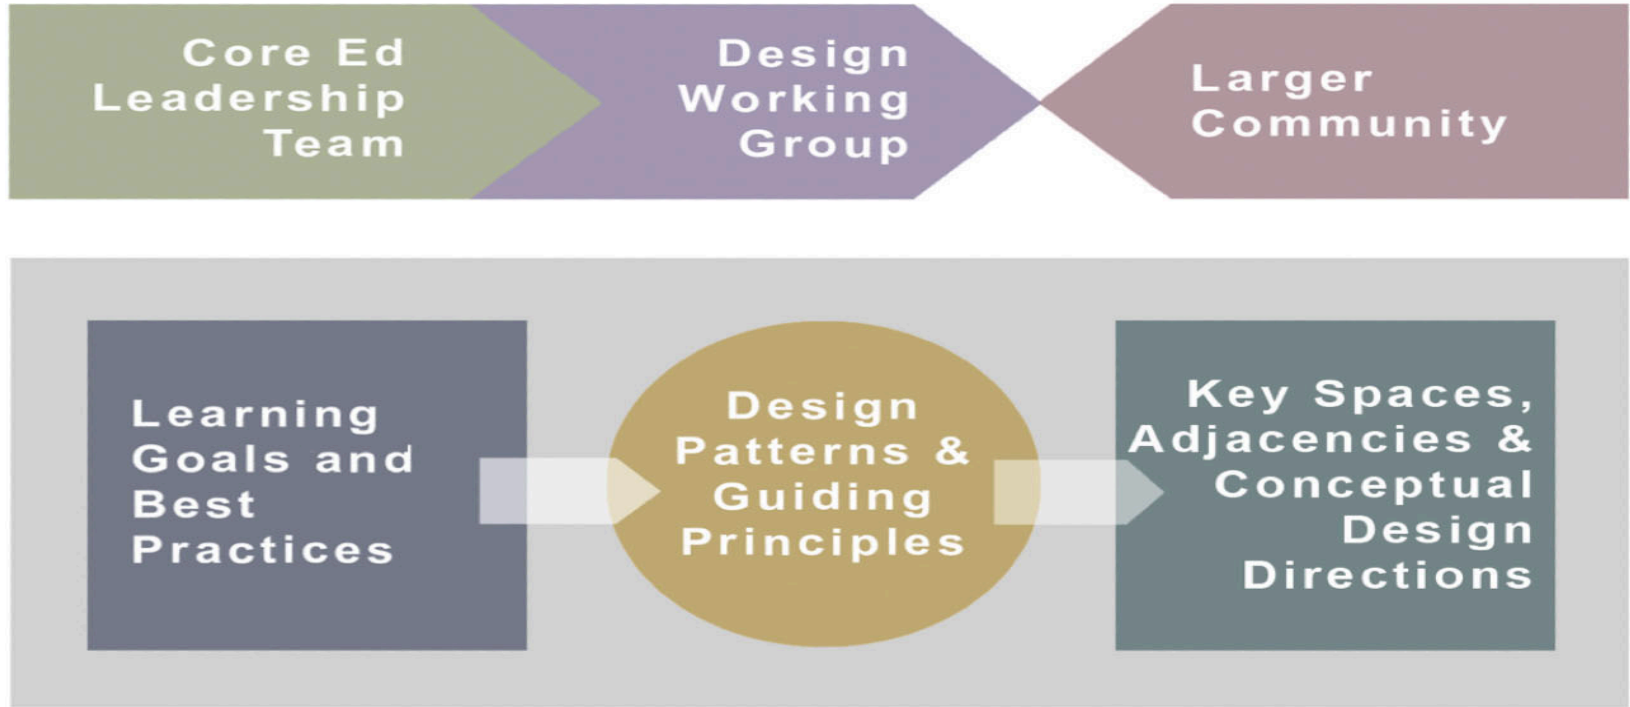 Core Ed
Leadership
Team
Design
Working
Group
Larger
Community
Learning
Goals and
Best
Practices
Design
Patterns &
Guiding
Principles
Key Spaces,
Adjacencies &
Conceptual
Design
Directions